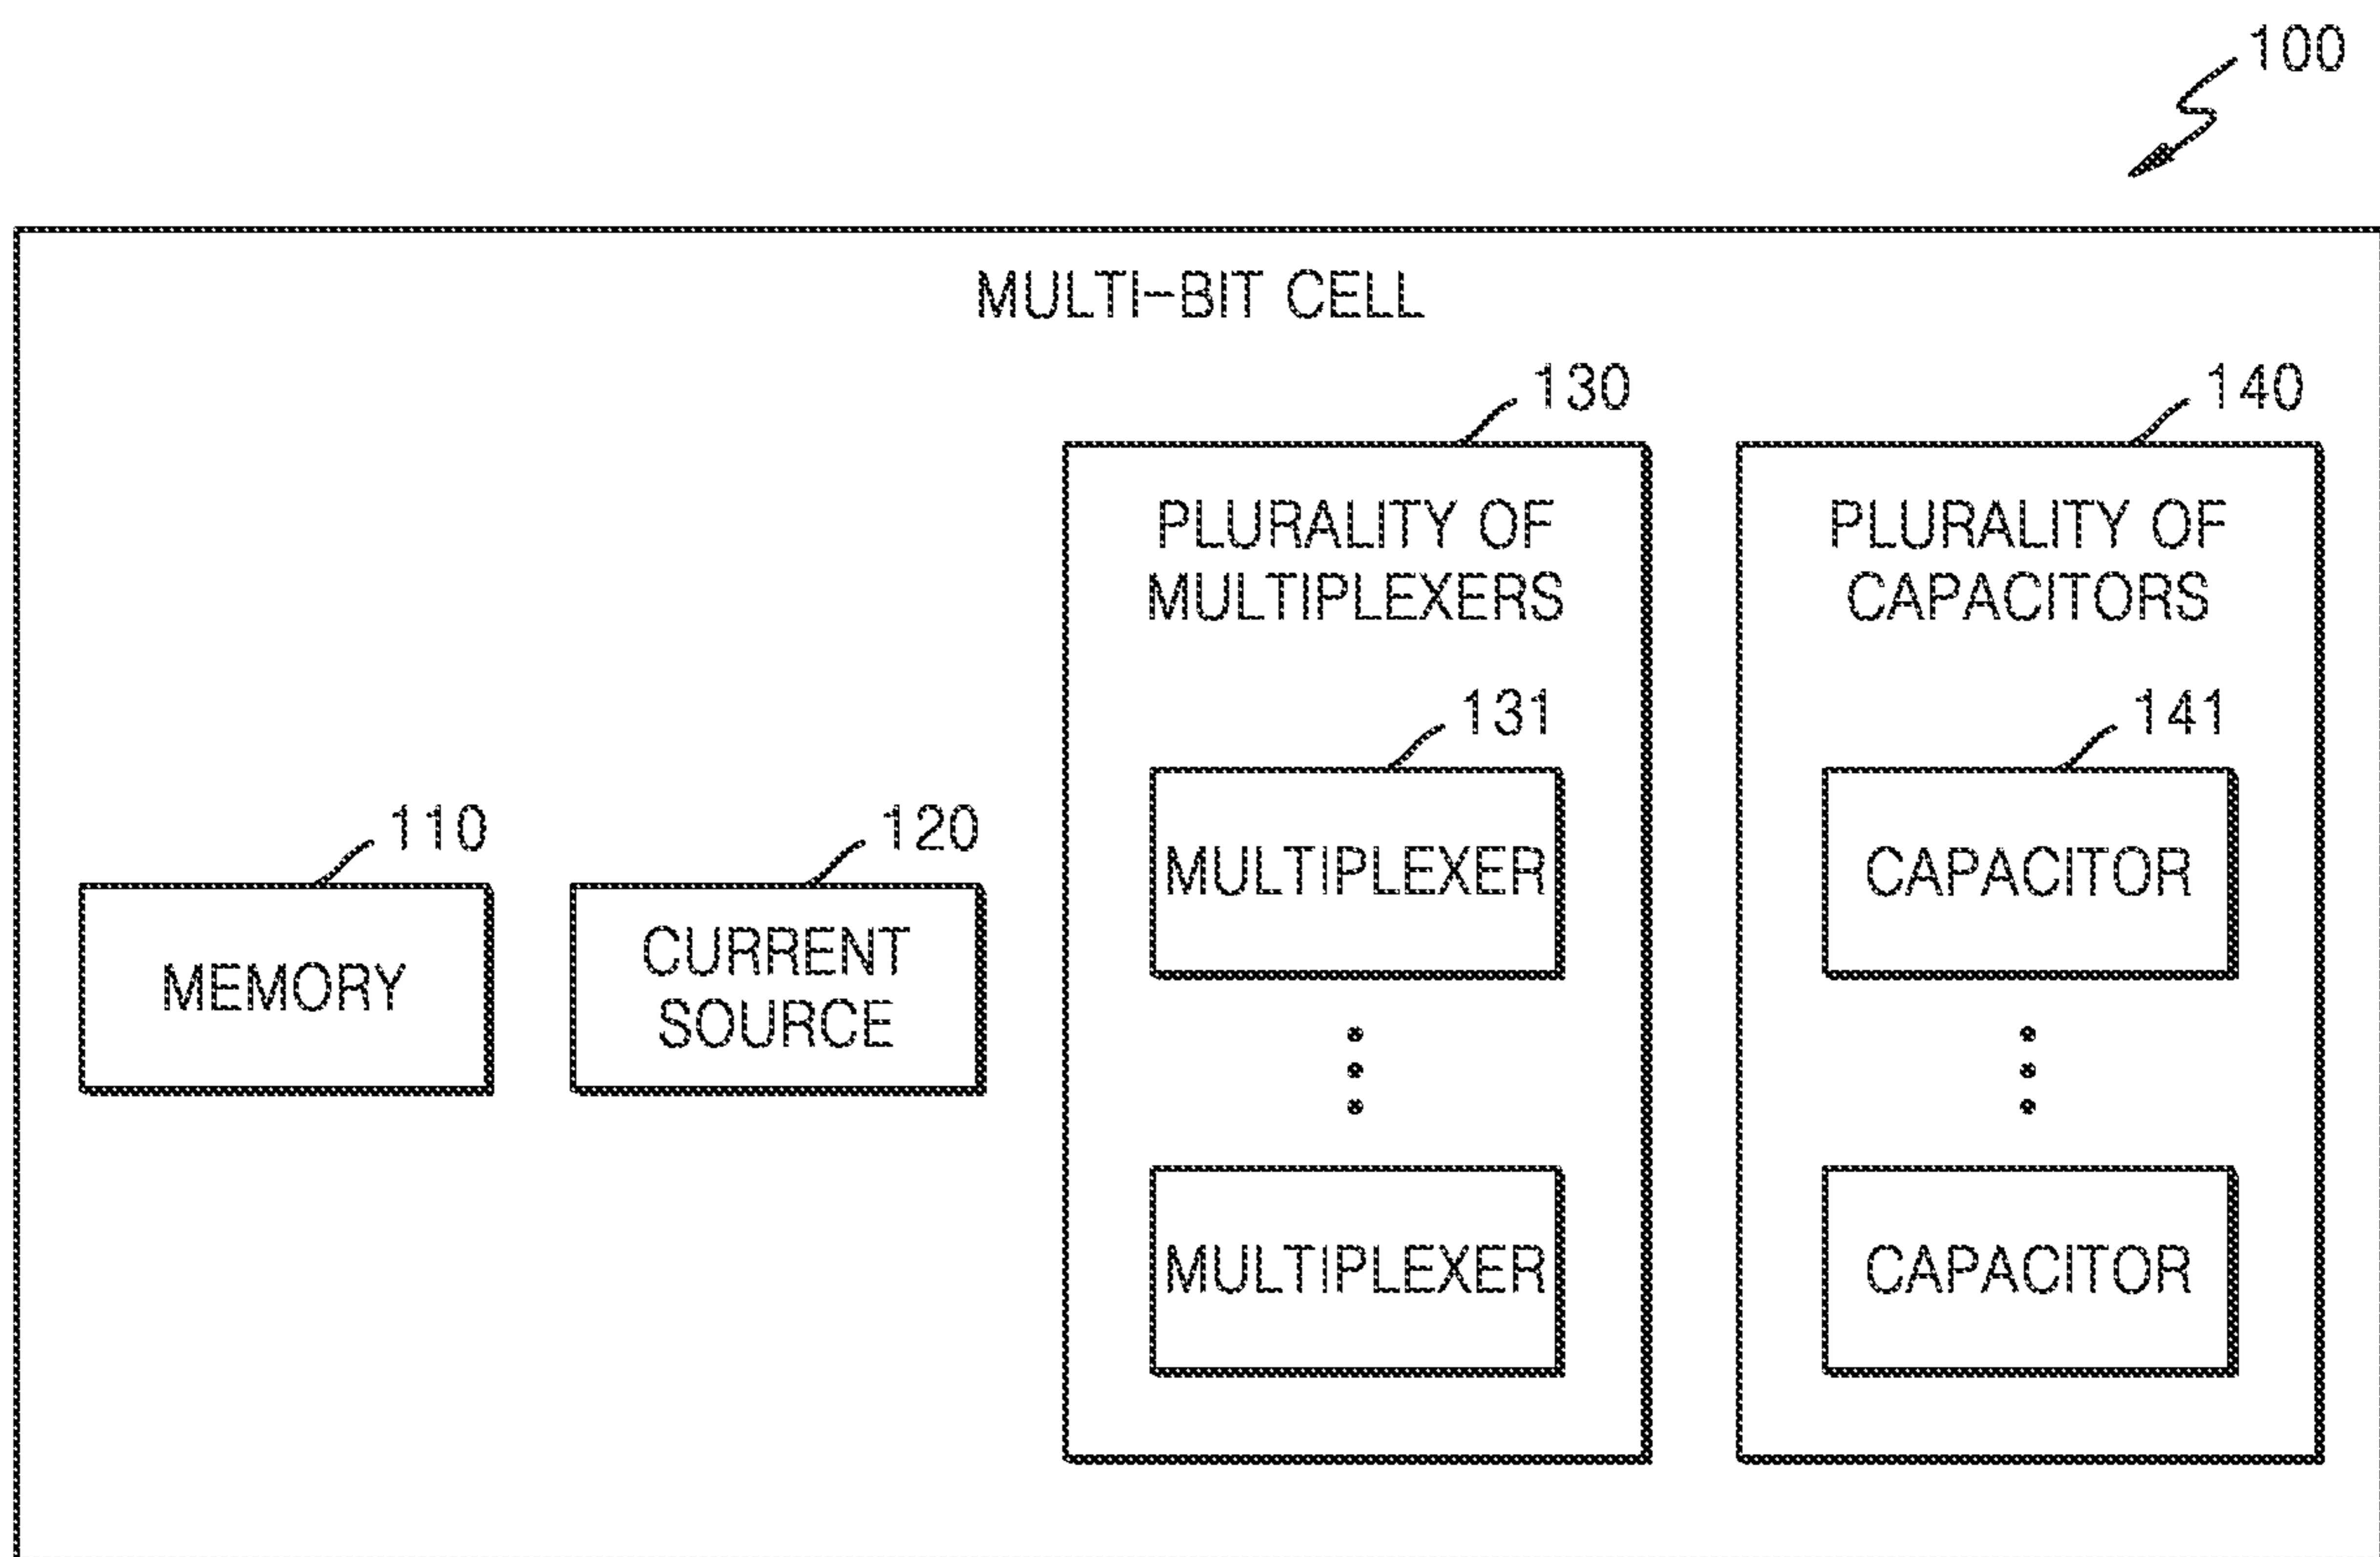 100
MULTI-BIT CELL
130
140
PLURALITY OF
MULTIPLEXERS
PLURALITY OF
CAPACITORS
131
141
110
120
MULTIPLEXER
CAPACITOR
MEMORY
CURRENT
SOURCE
MULTIPLEXER
CAPACITOR